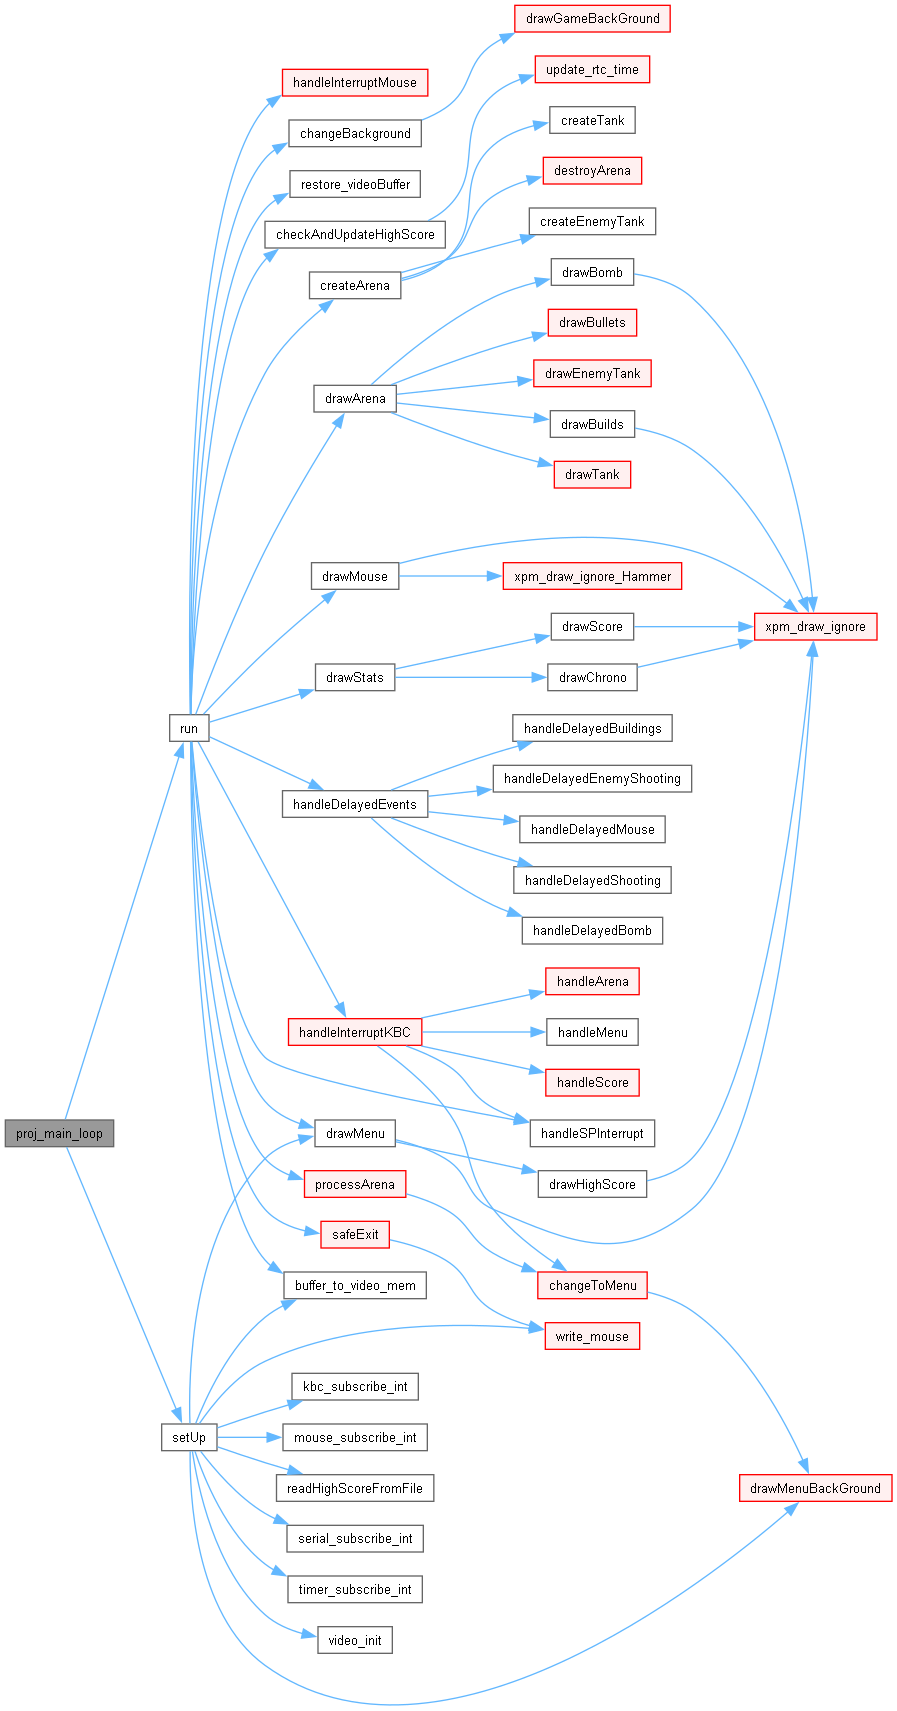 drawGameBackGround
update_rtc_time
handleInterruptMouse
createTank
changeBackground
destroyArena
restore_videoBuffer
createEnemyTank
checkAndUpdateHighScore
drawBomb
createArena
drawBullets
drawEnemyTank
drawArena
drawBuilds
drawTank
drawMouse
xpm_draw_ignore_Hammer
drawScore
xpm_draw_ignore
drawStats
drawChrono
run
handleDelayedBuildings
handleDelayedEnemyShooting
handleDelayedEvents
handleDelayedMouse
handleDelayedShooting
handleDelayedBomb
handleArena
handleInterruptKBC
handleMenu
handleScore
proj_main_loop
drawMenu
handleSPInterrupt
processArena
drawHighScore
safeExit
buffer_to_video_mem
changeToMenu
write_mouse
kbc_subscribe_int
setUp
mouse_subscribe_int
readHighScoreFromFile
drawMenuBackGround
serial_subscribe_int
timer_subscribe_int
video_init